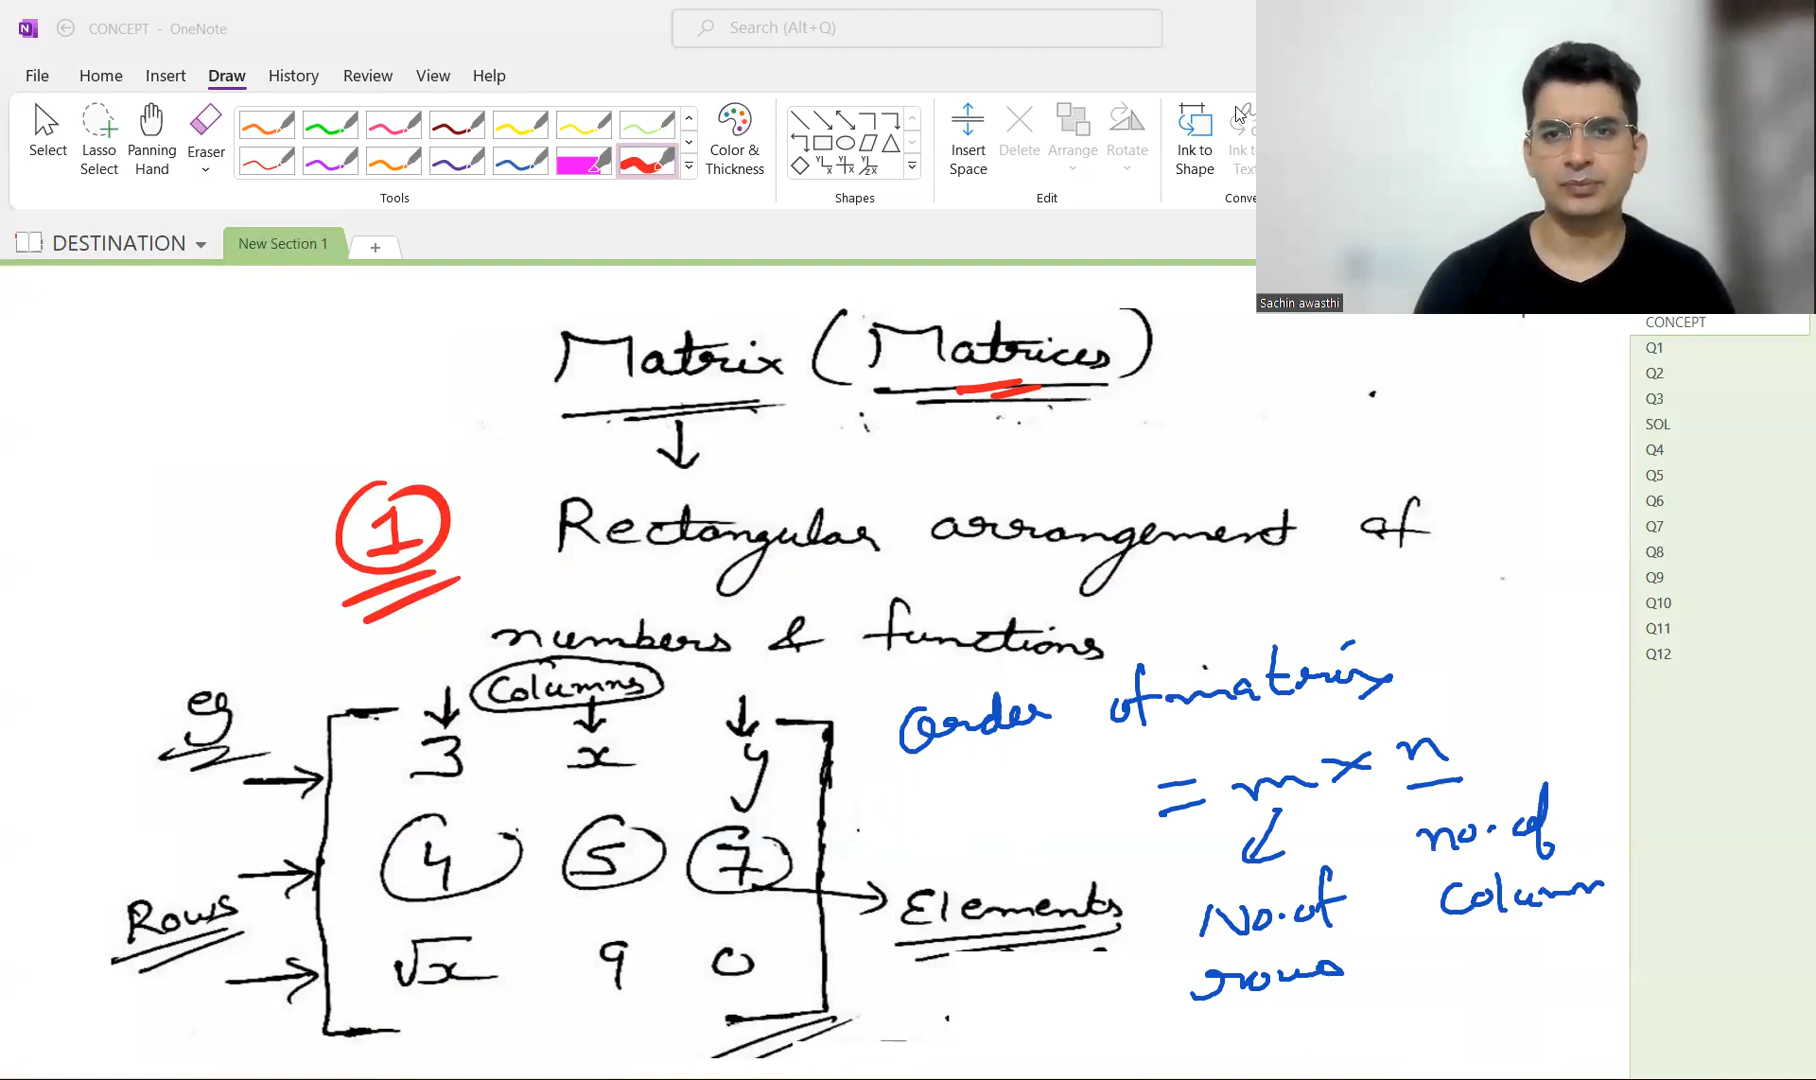 CONCEPT - OneNote
Search (Alt+Q)
File Home Insert Draw History Review View Help
Select
Lasso Select
Panning Hand
Eraser
Color & Thickness
Insert Space
Delete
Arrange
Rotate
Ink to Shape
Ink to Text
Tools
Shapes
Edit
Conve
DESTINATION
New Section 1
+
Sachin awasthi
CONCEPT
Q1
Q2
Q3
SOL
Q4
Q5
Q6
Q7
Q8
Q9
Q10
Q11
Q12
Matrix (Matrices)
1
Rectangular arrangement of
numbers & functions
eg
Columns
3 x y
4 5 7
√x 9 0
Rows
Elements
Order of matrix
= m × n
No. of
rows
no. of
Column